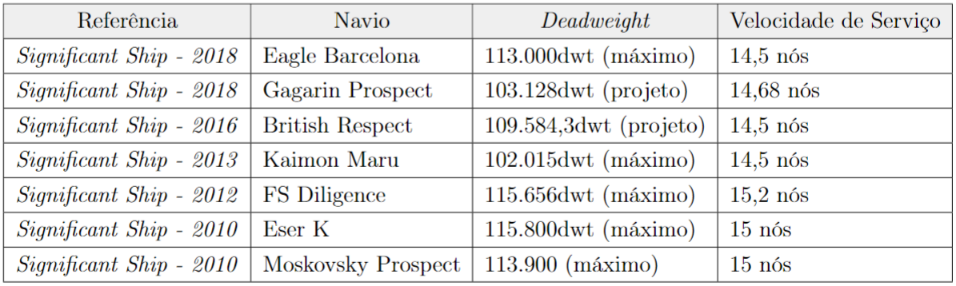 Referência Navio Deadweight Velocidade de Serviço
Significant Ship - 2018 Eagle Barcelona 113.000dwt (máximo) 14,5 nós
Significant Ship - 2018 Gagarin Prospect 103.128dwt (projeto) 14,68 nós
Significant Ship - 2016 British Respect 109.584,3dwt (projeto) 14,5 nós
Significant Ship - 2013 Kaimon Maru 102.015dwt (máximo) 14,5 nós
Significant Ship - 2012 FS Diligence 115.656dwt (máximo) 15,2 nós
Significant Ship - 2010 Eser K 115.800dwt (máximo) 15 nós
Significant Ship - 2010 Moskovsky Prospect 113.900 (máximo) 15 nós